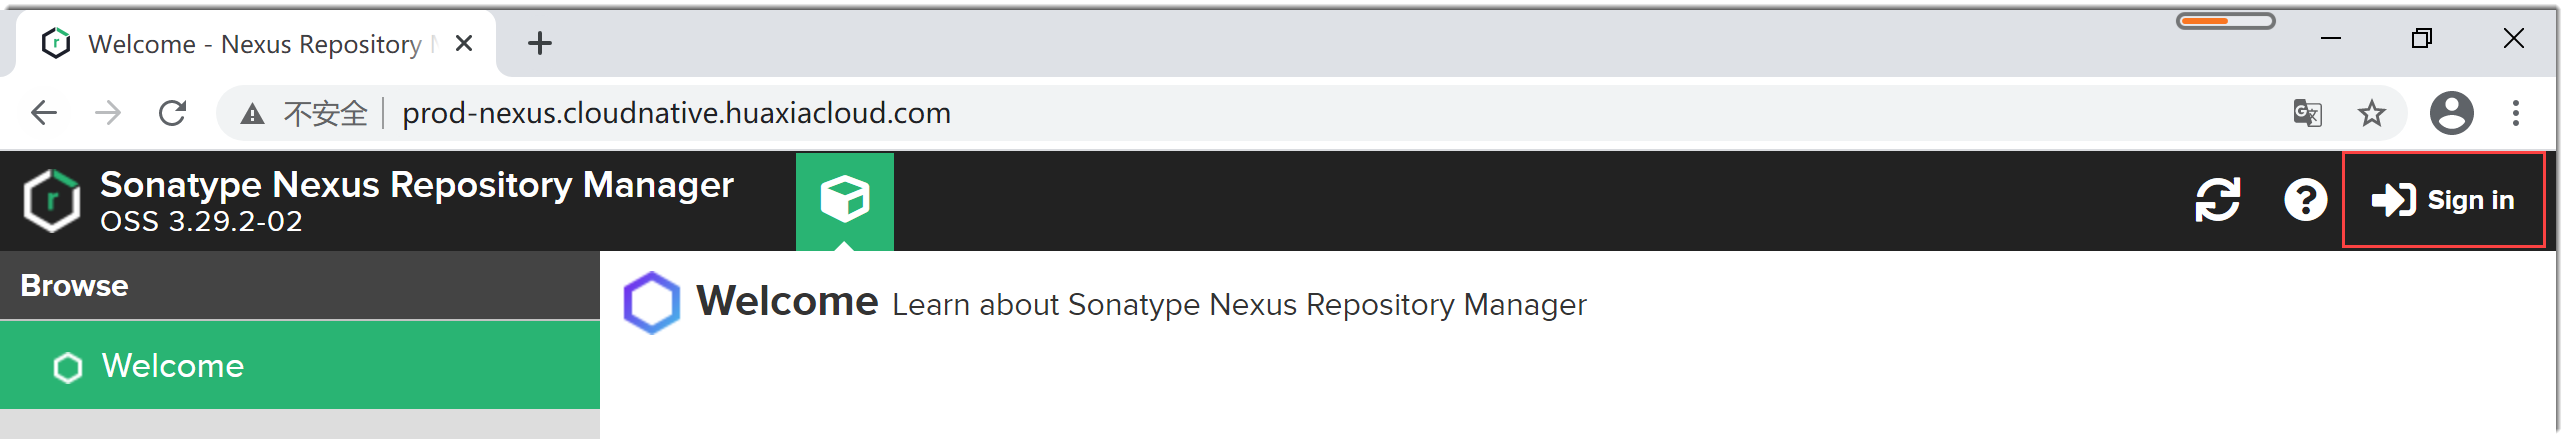 Welcome - Nexus Repository
不安全 prod-nexus.cloudnative.huaxiacloud.com
Sonatype Nexus Repository Manager
OSS 3.29.2-02
Sign in
Browse
Welcome Learn about Sonatype Nexus Repository Manager
Welcome